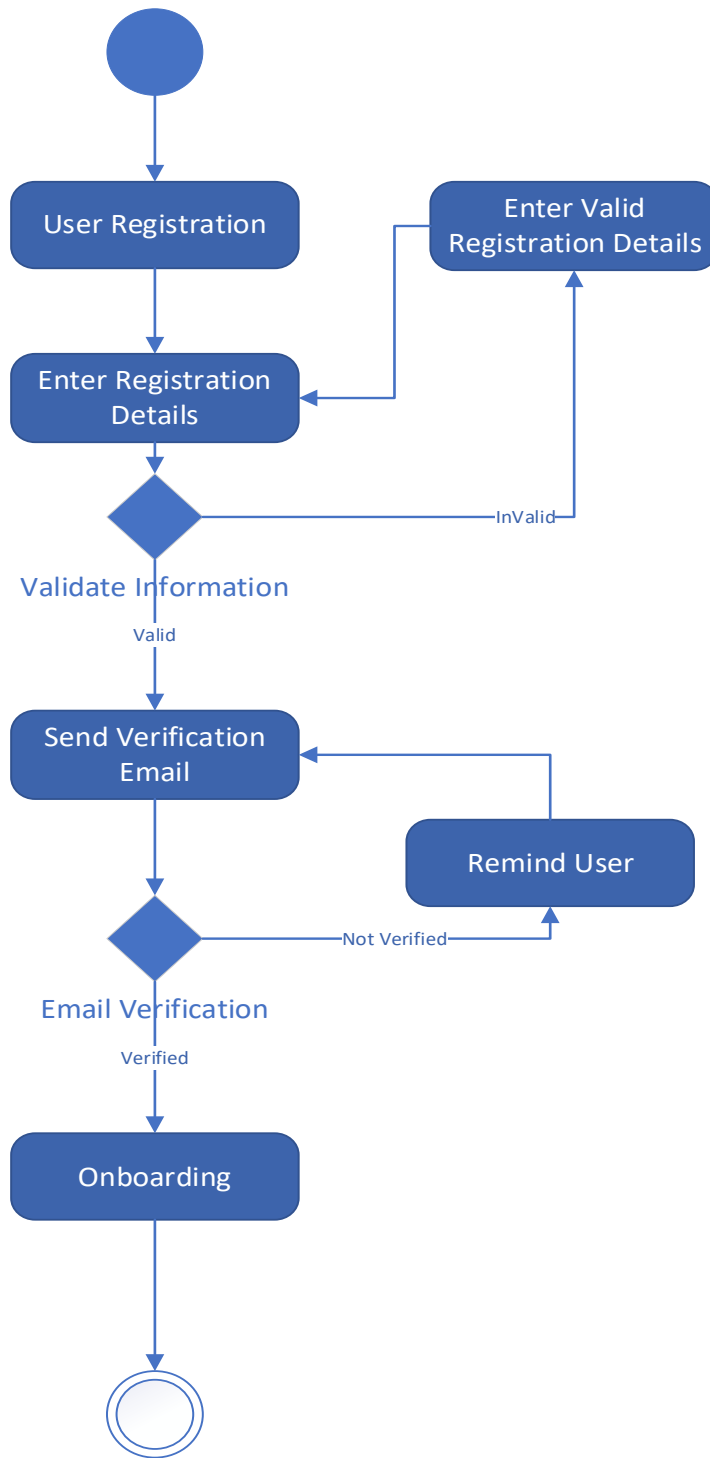 User Registration
Enter Valid
Registration Details
Enter Registration
Details
InValid
Validate Information
Valid
Send Verification
Email
Remind User
Not Verified
Email Verification
Verified
Onboarding